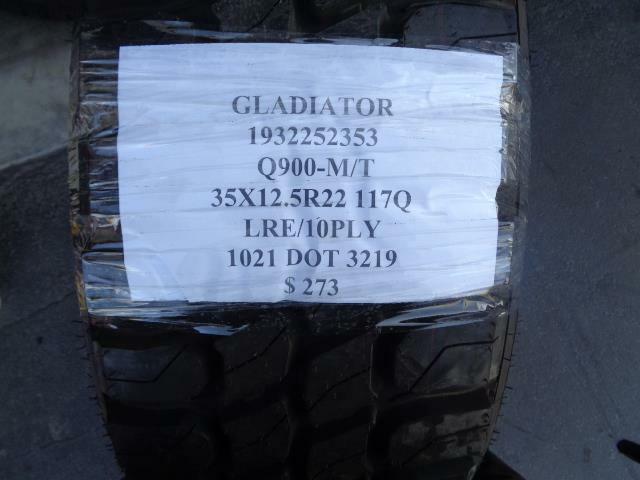 GLADIATOR
1932252353
Q900-M/T
35X12.5R22 117Q
LRE/10PLY
1021 DOT 3219
$ 273